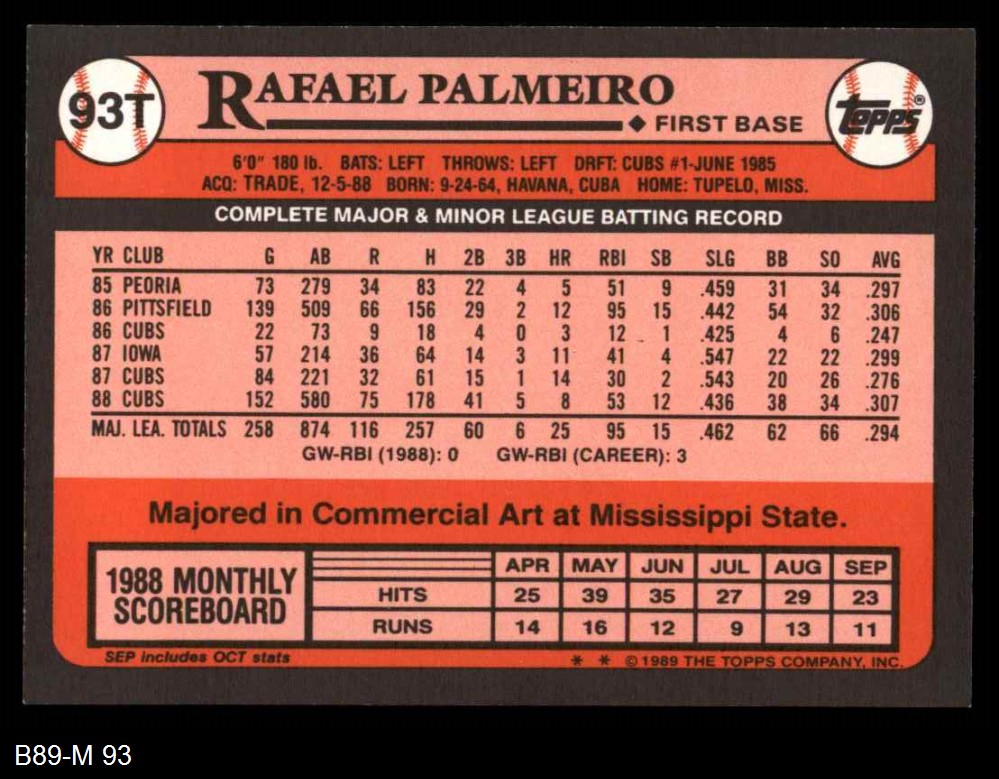 93T
RAFAEL PALMEIRO
◆ FIRST BASE
Topps®
6'0" 180 lb. BATS: LEFT THROWS: LEFT DRFT: CUBS #1-JUNE 1985
ACQ: TRADE, 12-5-88 BORN: 9-24-64, HAVANA, CUBA HOME: TUPELO, MISS.
COMPLETE MAJOR & MINOR LEAGUE BATTING RECORD
YR CLUB G AB R H 2B 3B HR RBI SB SLG BB SO AVG
85 PEORIA 73 279 34 83 22 4 5 51 9 .459 31 34 .297
86 PITTSFIELD 139 509 66 156 29 2 12 95 15 .442 54 32 .306
86 CUBS 22 73 9 18 4 0 3 12 1 .425 4 6 .247
87 IOWA 57 214 36 64 14 3 11 41 4 .547 22 22 .299
87 CUBS 84 221 32 61 15 1 14 30 2 .543 20 26 .276
88 CUBS 152 580 75 178 41 5 8 53 12 .436 38 34 .307
MAJ. LEA. TOTALS 258 874 116 257 60 6 25 95 15 .462 62 66 .294
GW-RBI (1988): 0 GW-RBI (CAREER): 3
Majored in Commercial Art at Mississippi State.
1988 MONTHLY SCOREBOARD
APR MAY JUN JUL AUG SEP
HITS 25 39 35 27 29 23
RUNS 14 16 12 9 13 11
SEP includes OCT stats
* * © 1989 THE TOPPS COMPANY, INC.
B89-M 93